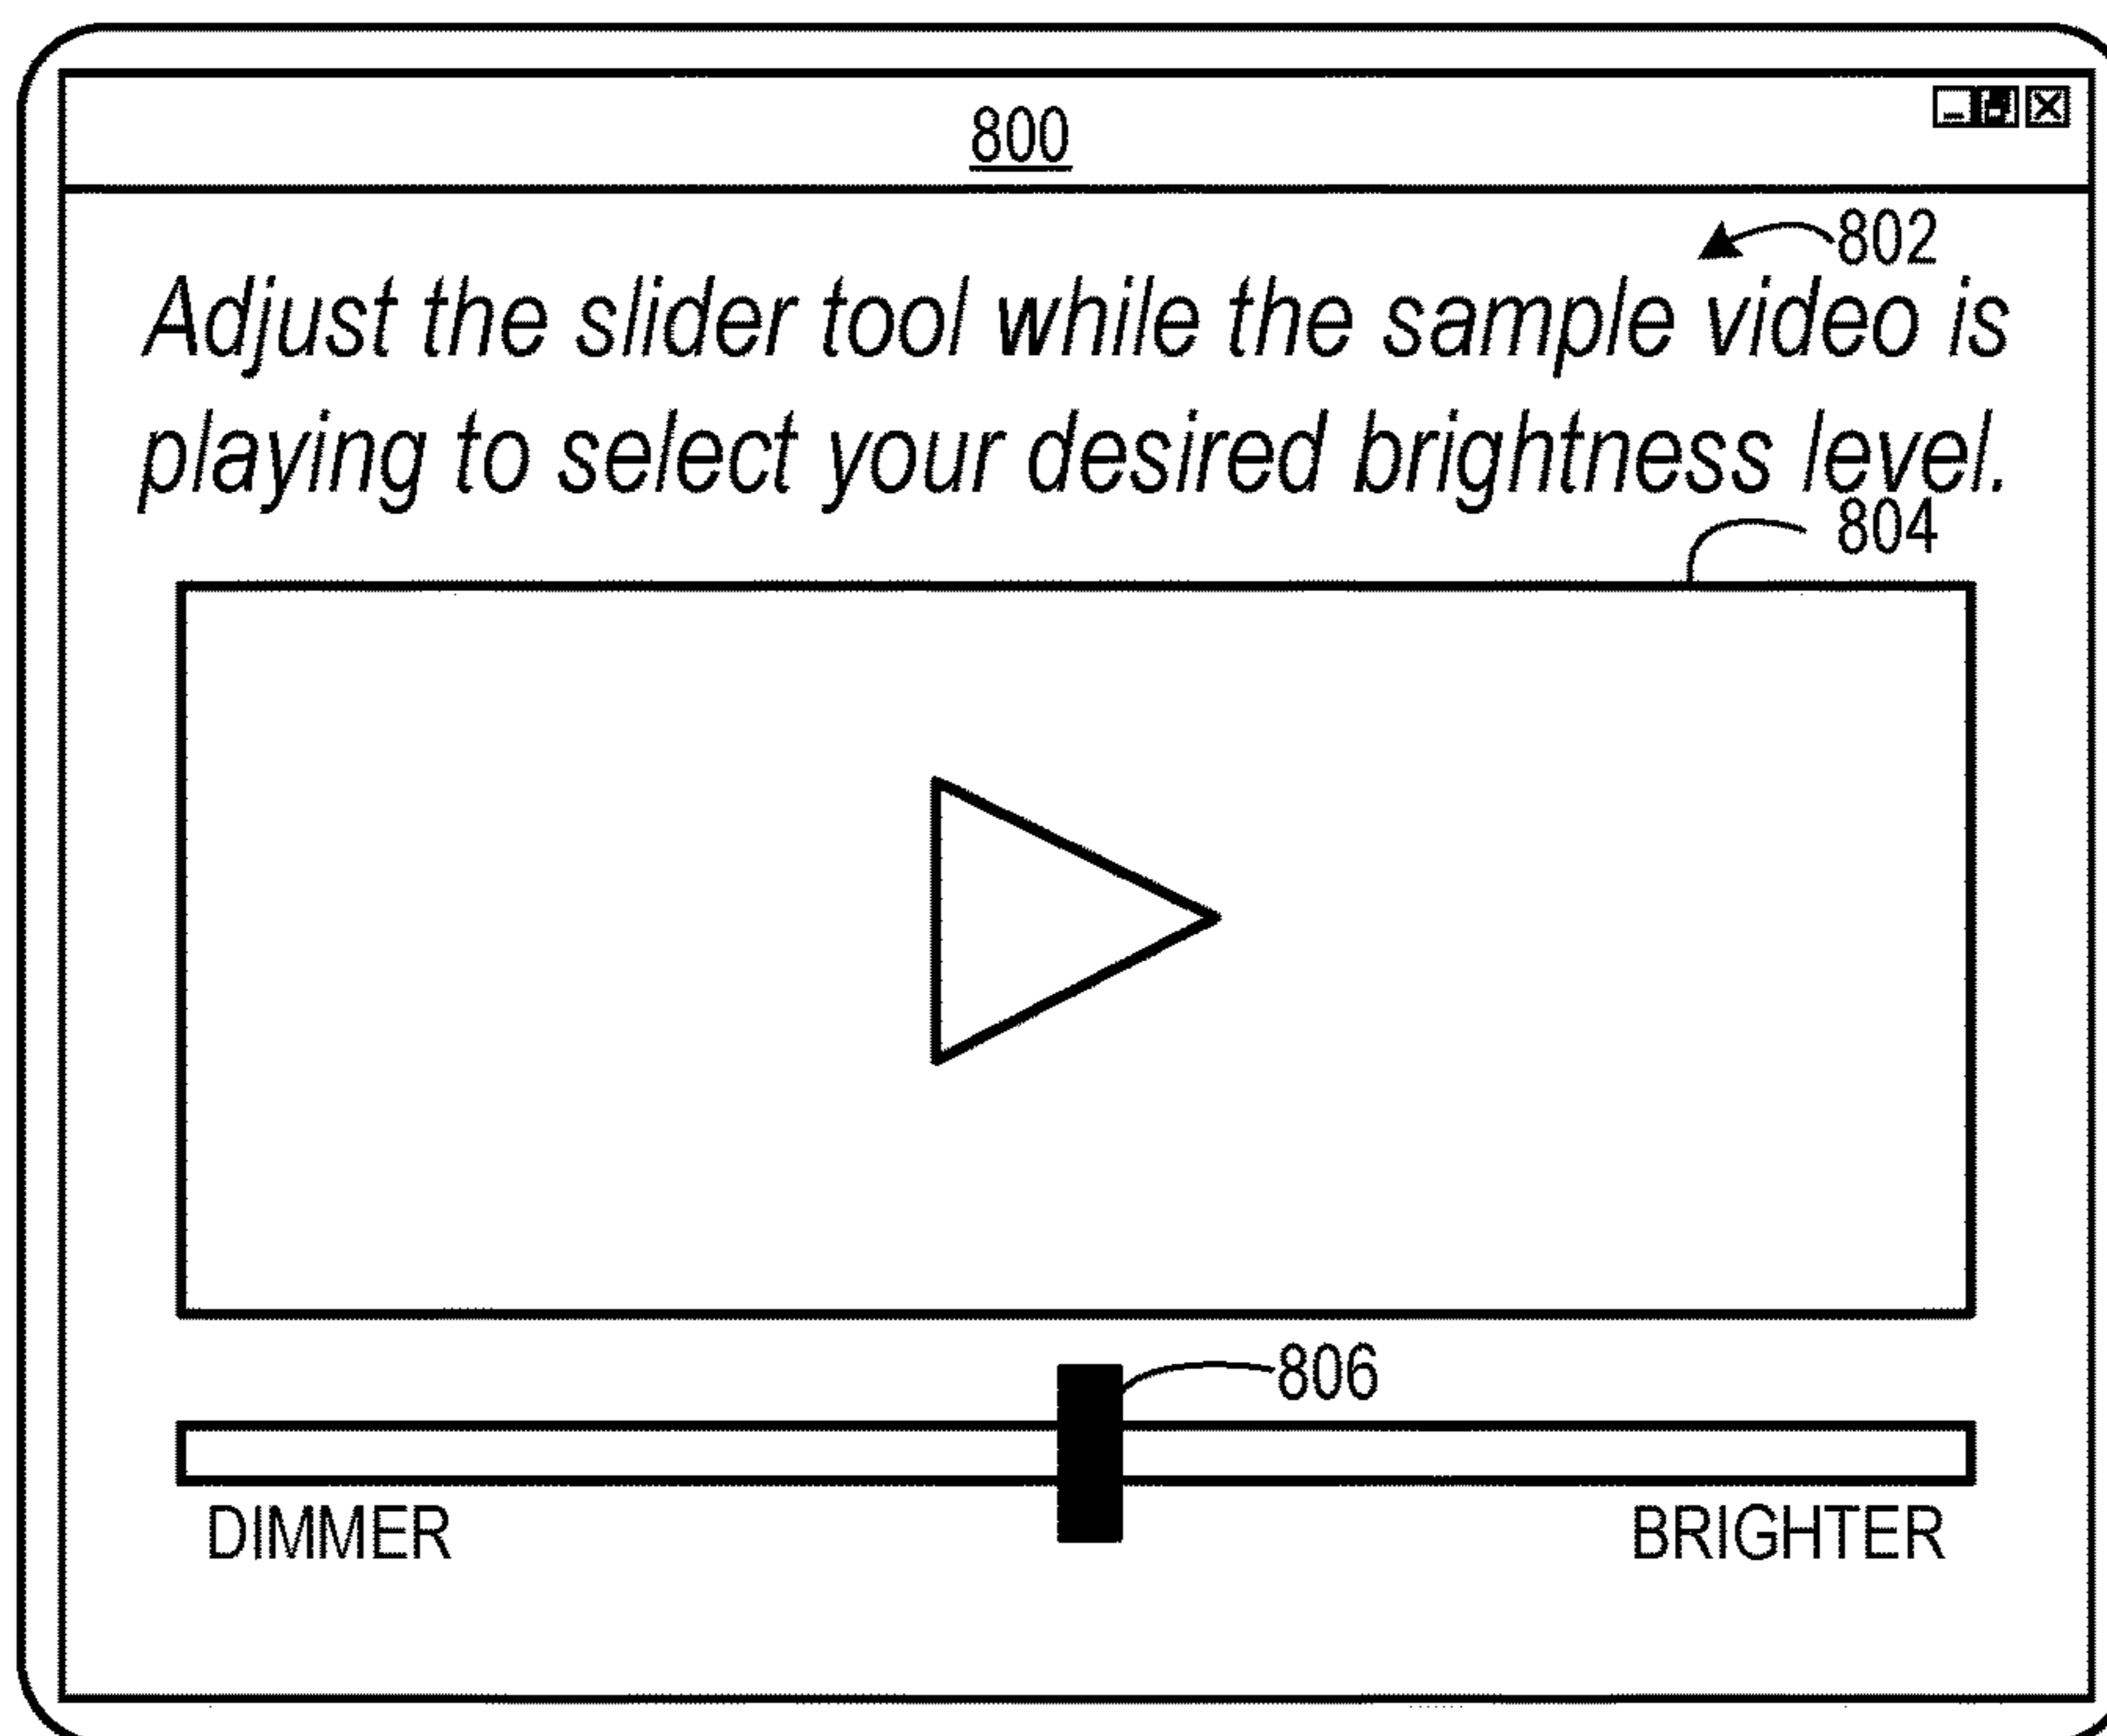 800
802
Adjust the slider tool while the sample video is
playing to select your desired brightness level.
804
806
DIMMER
BRIGHTER